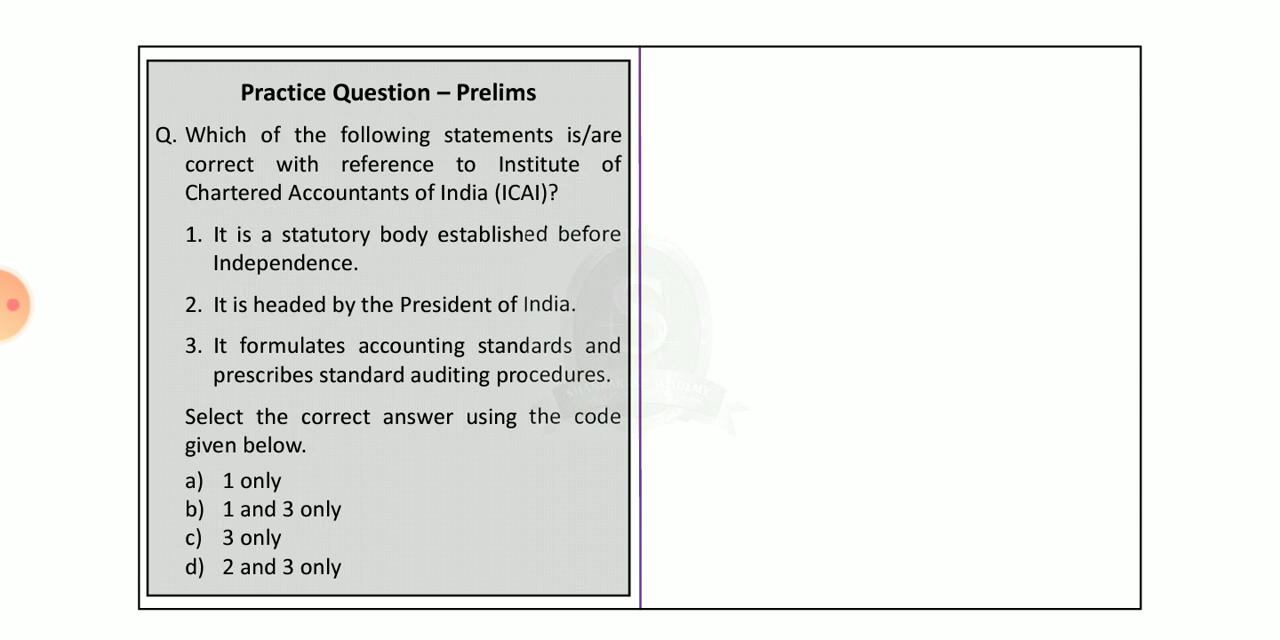 Practice Question – Prelims
Q. Which of the following statements is/are
correct with reference to Institute of
Chartered Accountants of India (ICAI)?
1. It is a statutory body established before
Independence.
2. It is headed by the President of India.
3. It formulates accounting standards and
prescribes standard auditing procedures.
Select the correct answer using the code
given below.
a) 1 only
b) 1 and 3 only
c) 3 only
d) 2 and 3 only